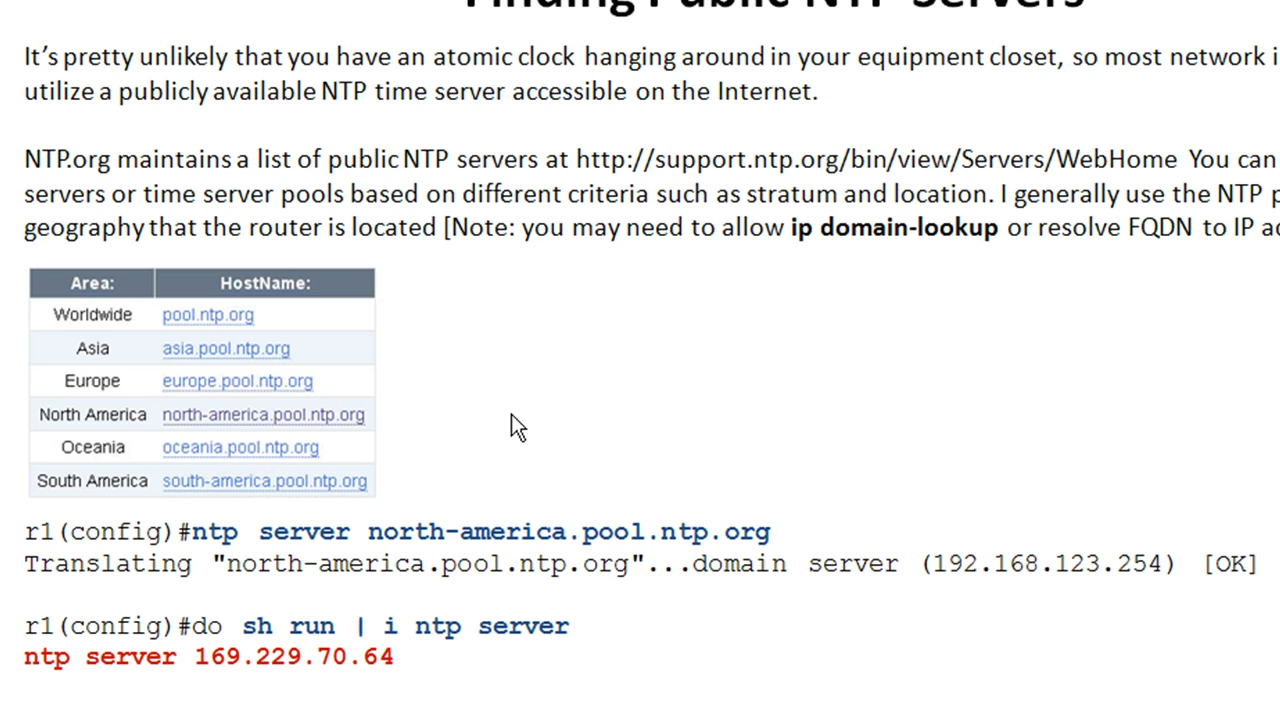 Finding Public NTP Servers
It's pretty unlikely that you have an atomic clock hanging around in your equipment closet, so most network
utilize a publicly available NTP time server accessible on the Internet.
NTP.org maintains a list of public NTP servers at http://support.ntp.org/bin/view/Servers/WebHome You can
servers or time server pools based on different criteria such as stratum and location. I generally use the NTP
geography that the router is located [Note: you may need to allow ip domain-lookup or resolve FQDN to IP
Area: HostName:
Worldwide pool.ntp.org
Asia asia.pool.ntp.org
Europe europe.pool.ntp.org
North America north-america.pool.ntp.org
Oceania oceania.pool.ntp.org
South America south-america.pool.ntp.org
r1(config)#ntp server north-america.pool.ntp.org
Translating "north-america.pool.ntp.org"...domain server (192.168.123.254) [OK]
r1(config)#do sh run | i ntp server
ntp server 169.229.70.64